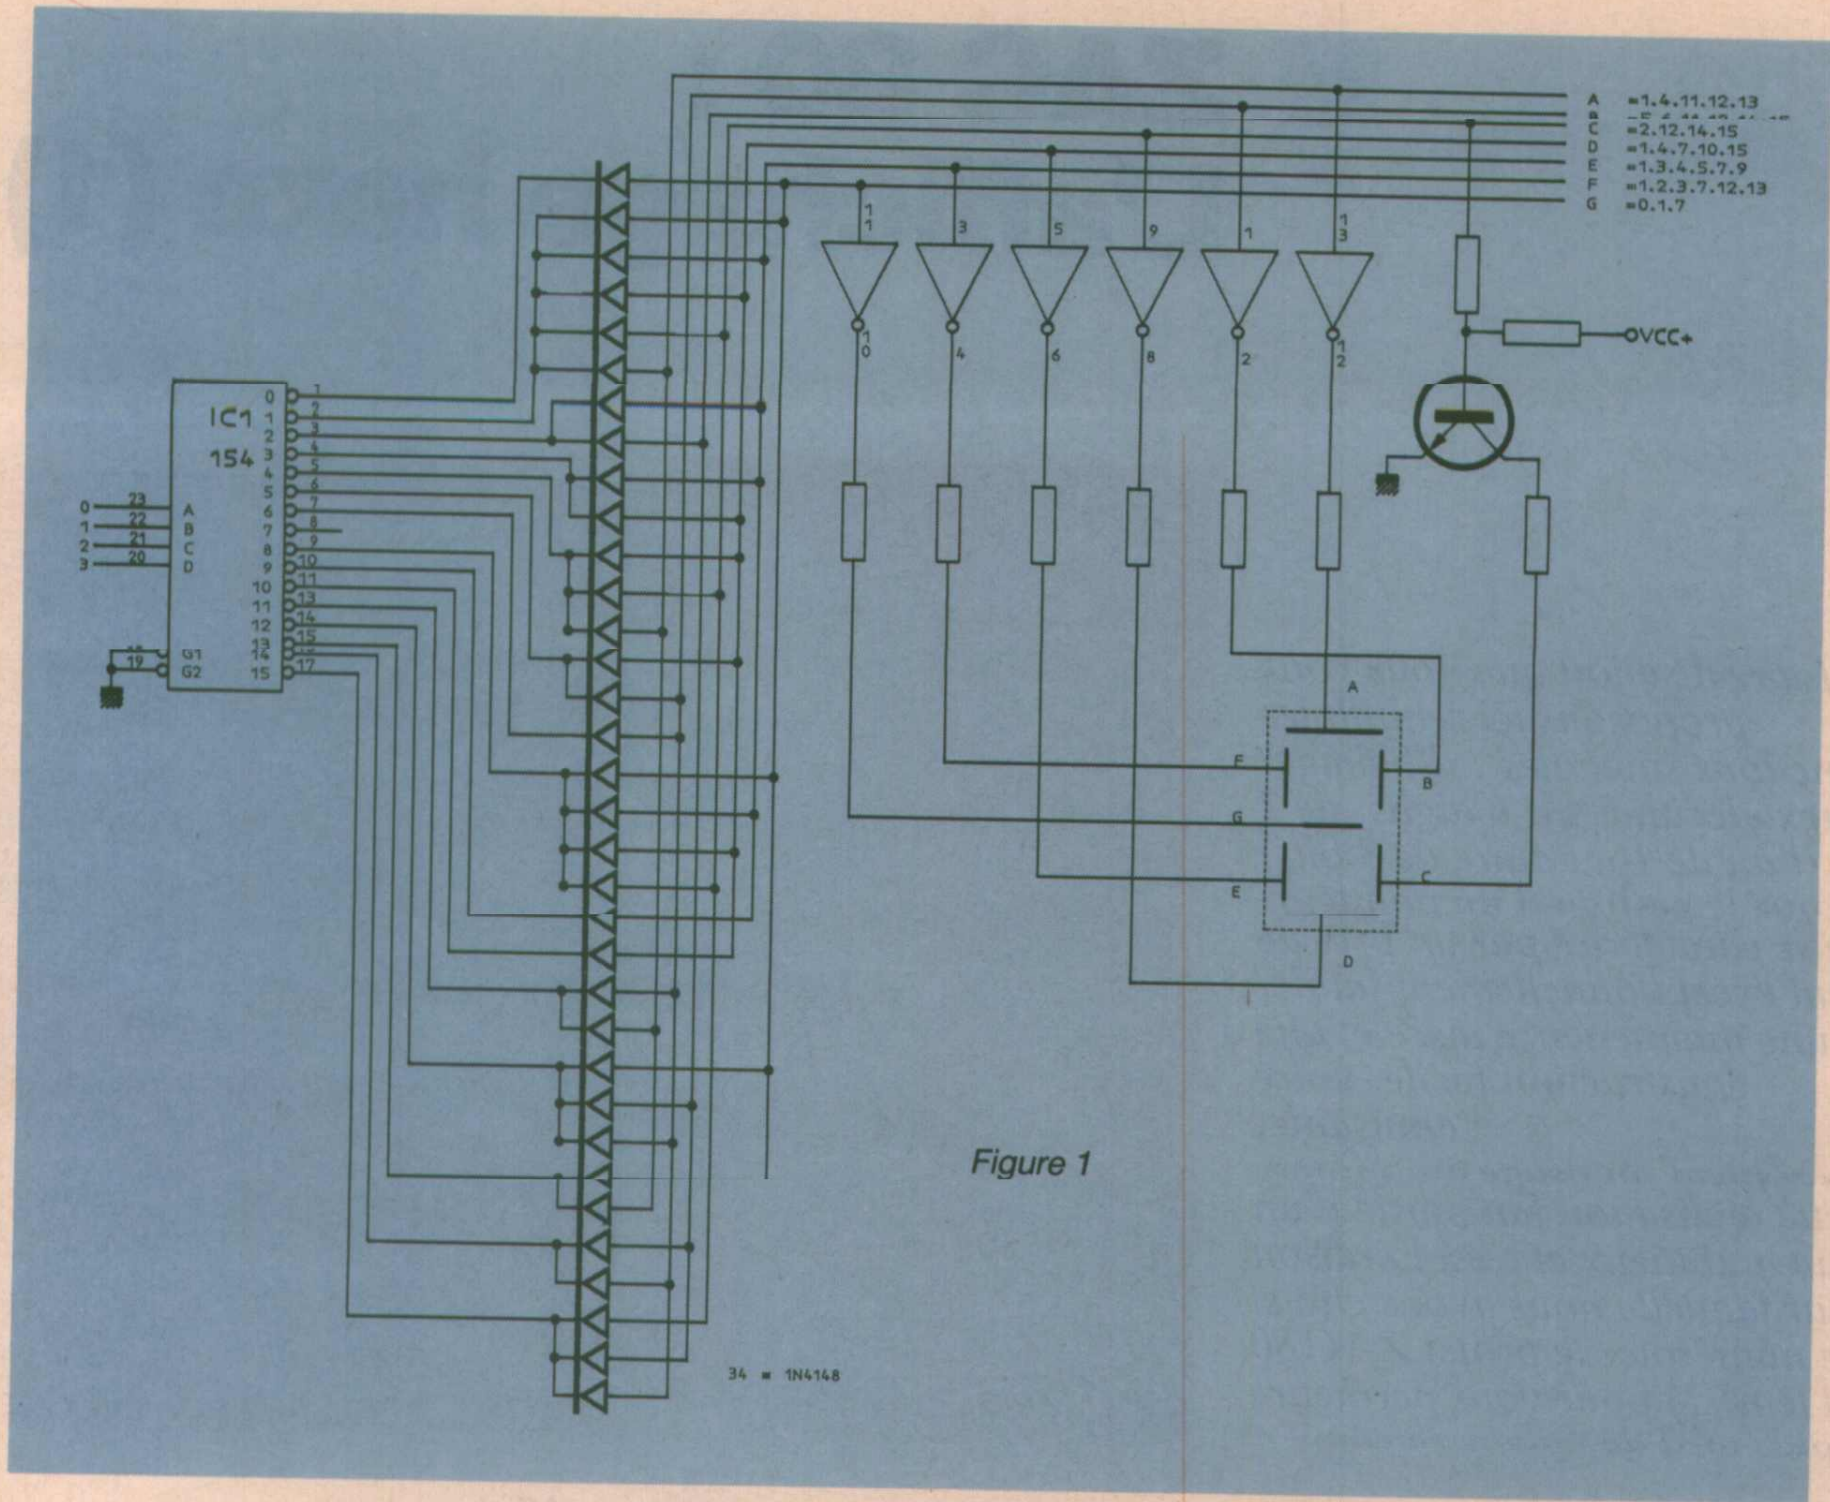 A =1.4.11.12.13
C =2.12.14.15
D =1.4.7.10.15
E =1.3.4.5.7.9
F =1.2.3.7.12.13
G =0.1.7
11
3
5
9
1
13
10
4
6
8
2
12
VCC+
IC1
154
0 1
1 2
2 3
3 4
4 5
5 6
6 7
7 8
8 9
9 10
10 11
11 13
12 14
13 15
14
15 17
0 23 A
1 22 B
2 21 C
3 20 D
G1
19 G2
A
F
B
G
E
C
D
Figure 1
34 = 1N4148